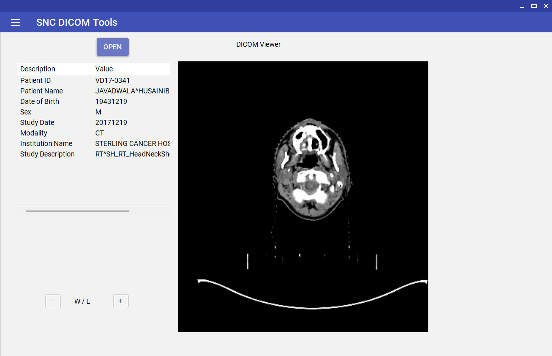 SNC DICOM Tools
OPEN
DICOM Viewer
Description Value
Patient ID VD17-0341
Patient Name JAVADWALA^HUSAINIB
Date of Birth 19431219
Sex M
Study Date 20171219
Modality CT
Institution Name STERLING CANCER HOS
Study Description RT^SH_RT_HeadNeckSh
- W / L +